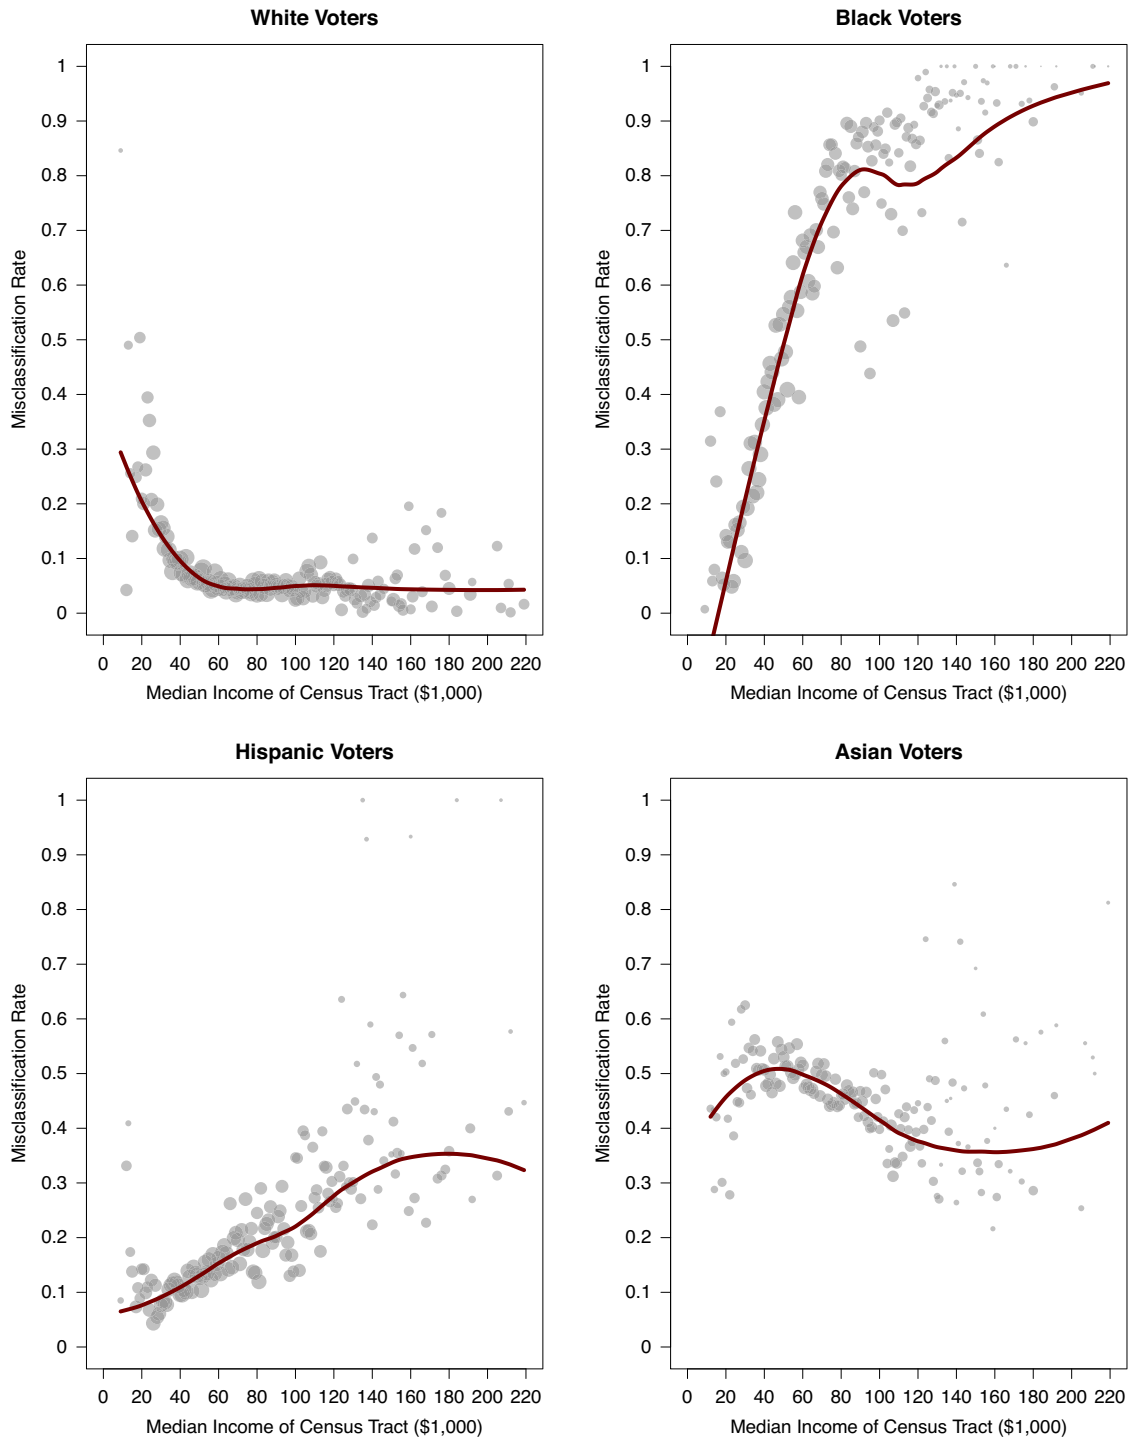 White Voters
1
0.9
0.8
0.7
0.6
0.5
0.4
0.3
0.2
0.1
0
Misclassification Rate
0 20 40 60 80 100 120 140 160 180 200 220
Median Income of Census Tract ($1,000)
Black Voters
1
0.9
0.8
0.7
0.6
0.5
0.4
0.3
0.2
0.1
0
Misclassification Rate
0 20 40 60 80 100 120 140 160 180 200 220
Median Income of Census Tract ($1,000)
Hispanic Voters
1
0.9
0.8
0.7
0.6
0.5
0.4
0.3
0.2
0.1
0
Misclassification Rate
0 20 40 60 80 100 120 140 160 180 200 220
Median Income of Census Tract ($1,000)
Asian Voters
1
0.9
0.8
0.7
0.6
0.5
0.4
0.3
0.2
0.1
0
Misclassification Rate
0 20 40 60 80 100 120 140 160 180 200 220
Median Income of Census Tract ($1,000)